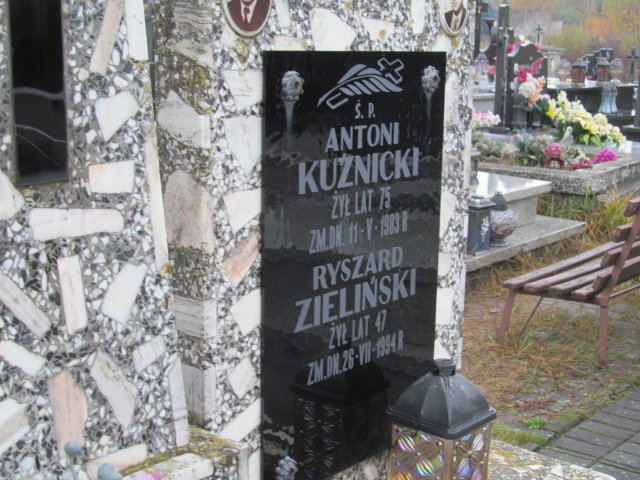 Ś. P.
ANTONI
KUŹNICKI
ŻYŁ LAT 75
ZM. DN. 11-V-1983 R
RYSZARD
ZIELIŃSKI
ŻYŁ LAT 47
ZM. DN. 26-VII-1994 R